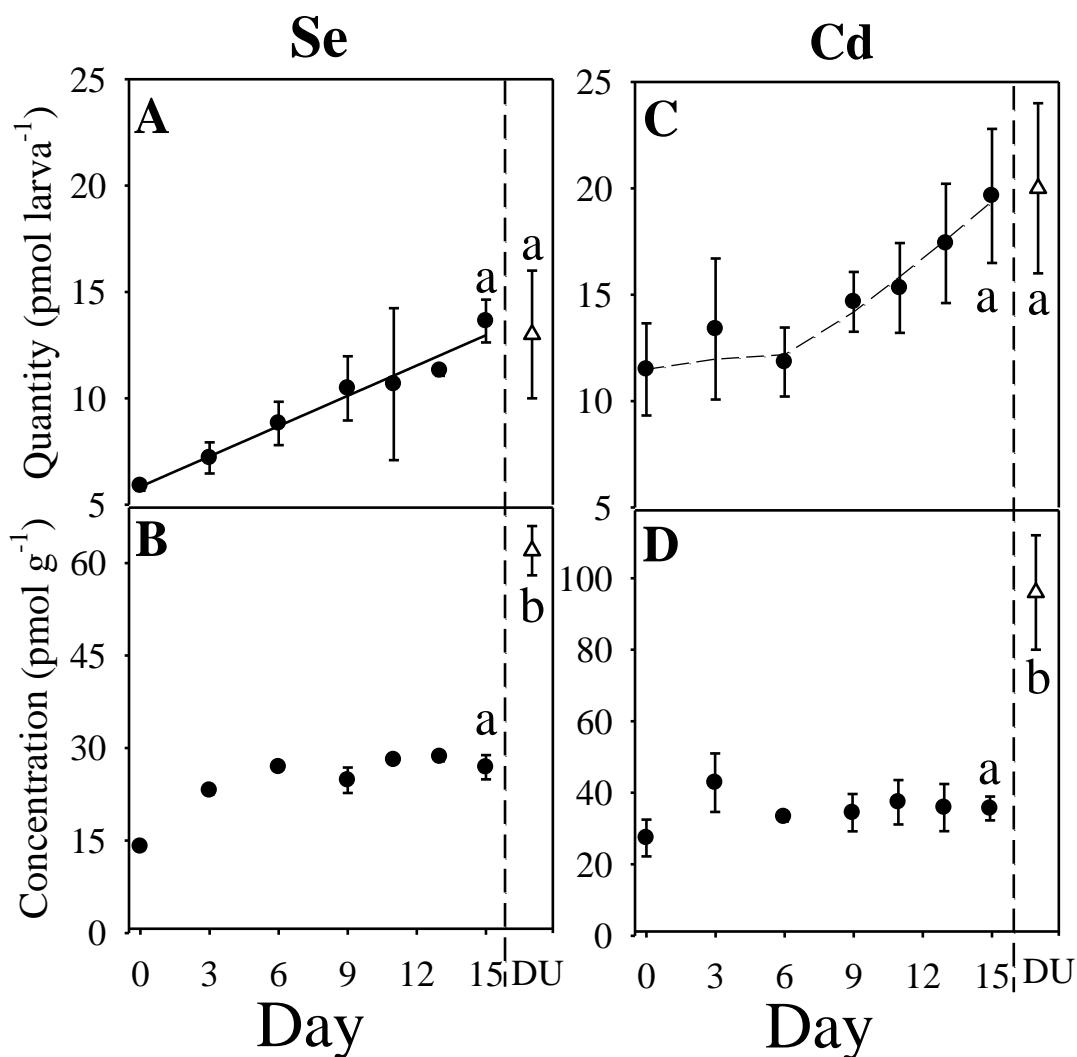 Se
Cd
A
C
25
20
15
10
5
25
20
15
10
5
Quantity (pmol larva⁻¹)
a
a
a
a
B
D
60
45
30
15
0
100
80
60
40
20
0
Concentration (pmol g⁻¹)
b
a
b
a
0 3 6 9 12 15 DU
0 3 6 9 12 15 DU
Day
Day